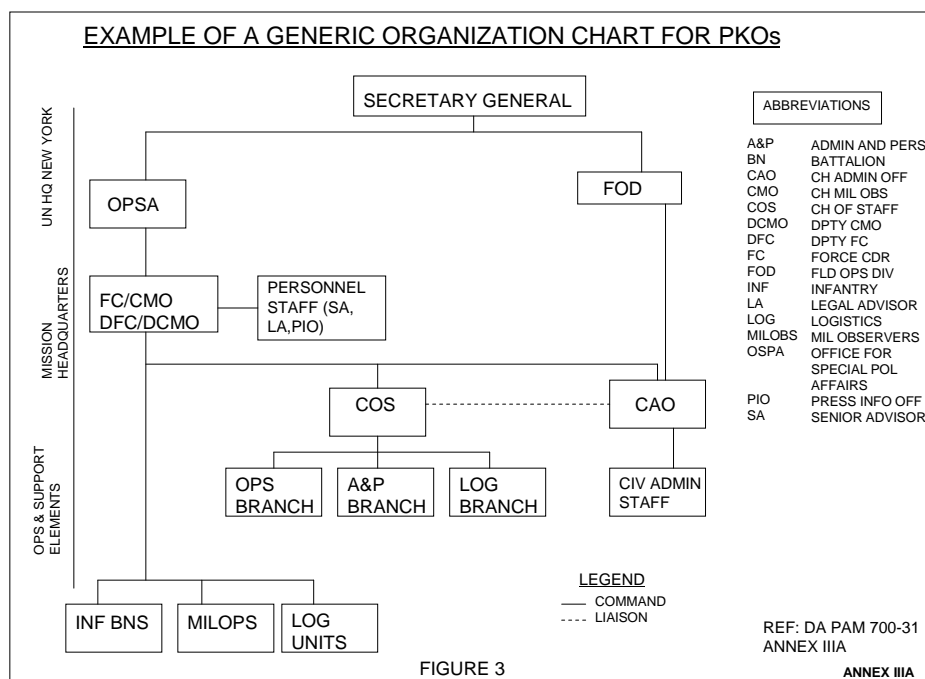 EXAMPLE OF A GENERIC ORGANIZATION CHART FOR PKOs
SECRETARY GENERAL
UN HQ NEW YORK
OPSA
FOD
MISSION
HEADQUARTERS
FC/CMO
DFC/DCMO
PERSONNEL
STAFF (SA,
LA,PIO)
COS
CAO
OPS & SUPPORT
ELEMENTS
OPS
BRANCH
A&P
BRANCH
LOG
BRANCH
CIV ADMIN
STAFF
INF BNS
MILOPS
LOG
UNITS
ABBREVIATIONS
A&P ADMIN AND PERS
BN BATTALION
CAO CH ADMIN OFF
CMO CH MIL OBS
COS CH OF STAFF
DCMO DPTY CMO
DFC DPTY FC
FC FORCE CDR
FOD FLD OPS DIV
INF INFANTRY
LA LEGAL ADVISOR
LOG LOGISTICS
MILOBS MIL OBSERVERS
OSPA OFFICE FOR
SPECIAL POL
AFFAIRS
PIO PRESS INFO OFF
SA SENIOR ADVISOR
LEGEND
COMMAND
LIAISON
REF: DA PAM 700-31
ANNEX IIIA
FIGURE 3
ANNEX IIIA